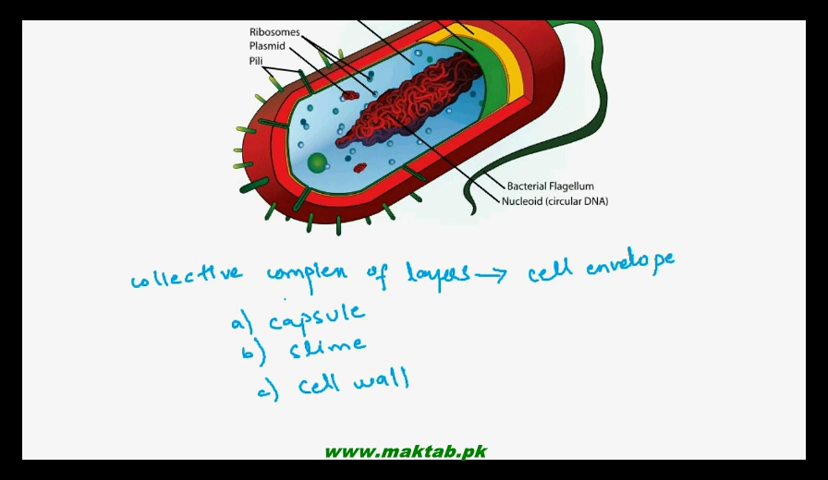 Ribosomes
Plasmid
Pili
Bacterial Flagellum
Nucleoid (circular DNA)
collective complex of layers → cell envelope
a) capsule
b) slime
c) cell wall
www.maktab.pk